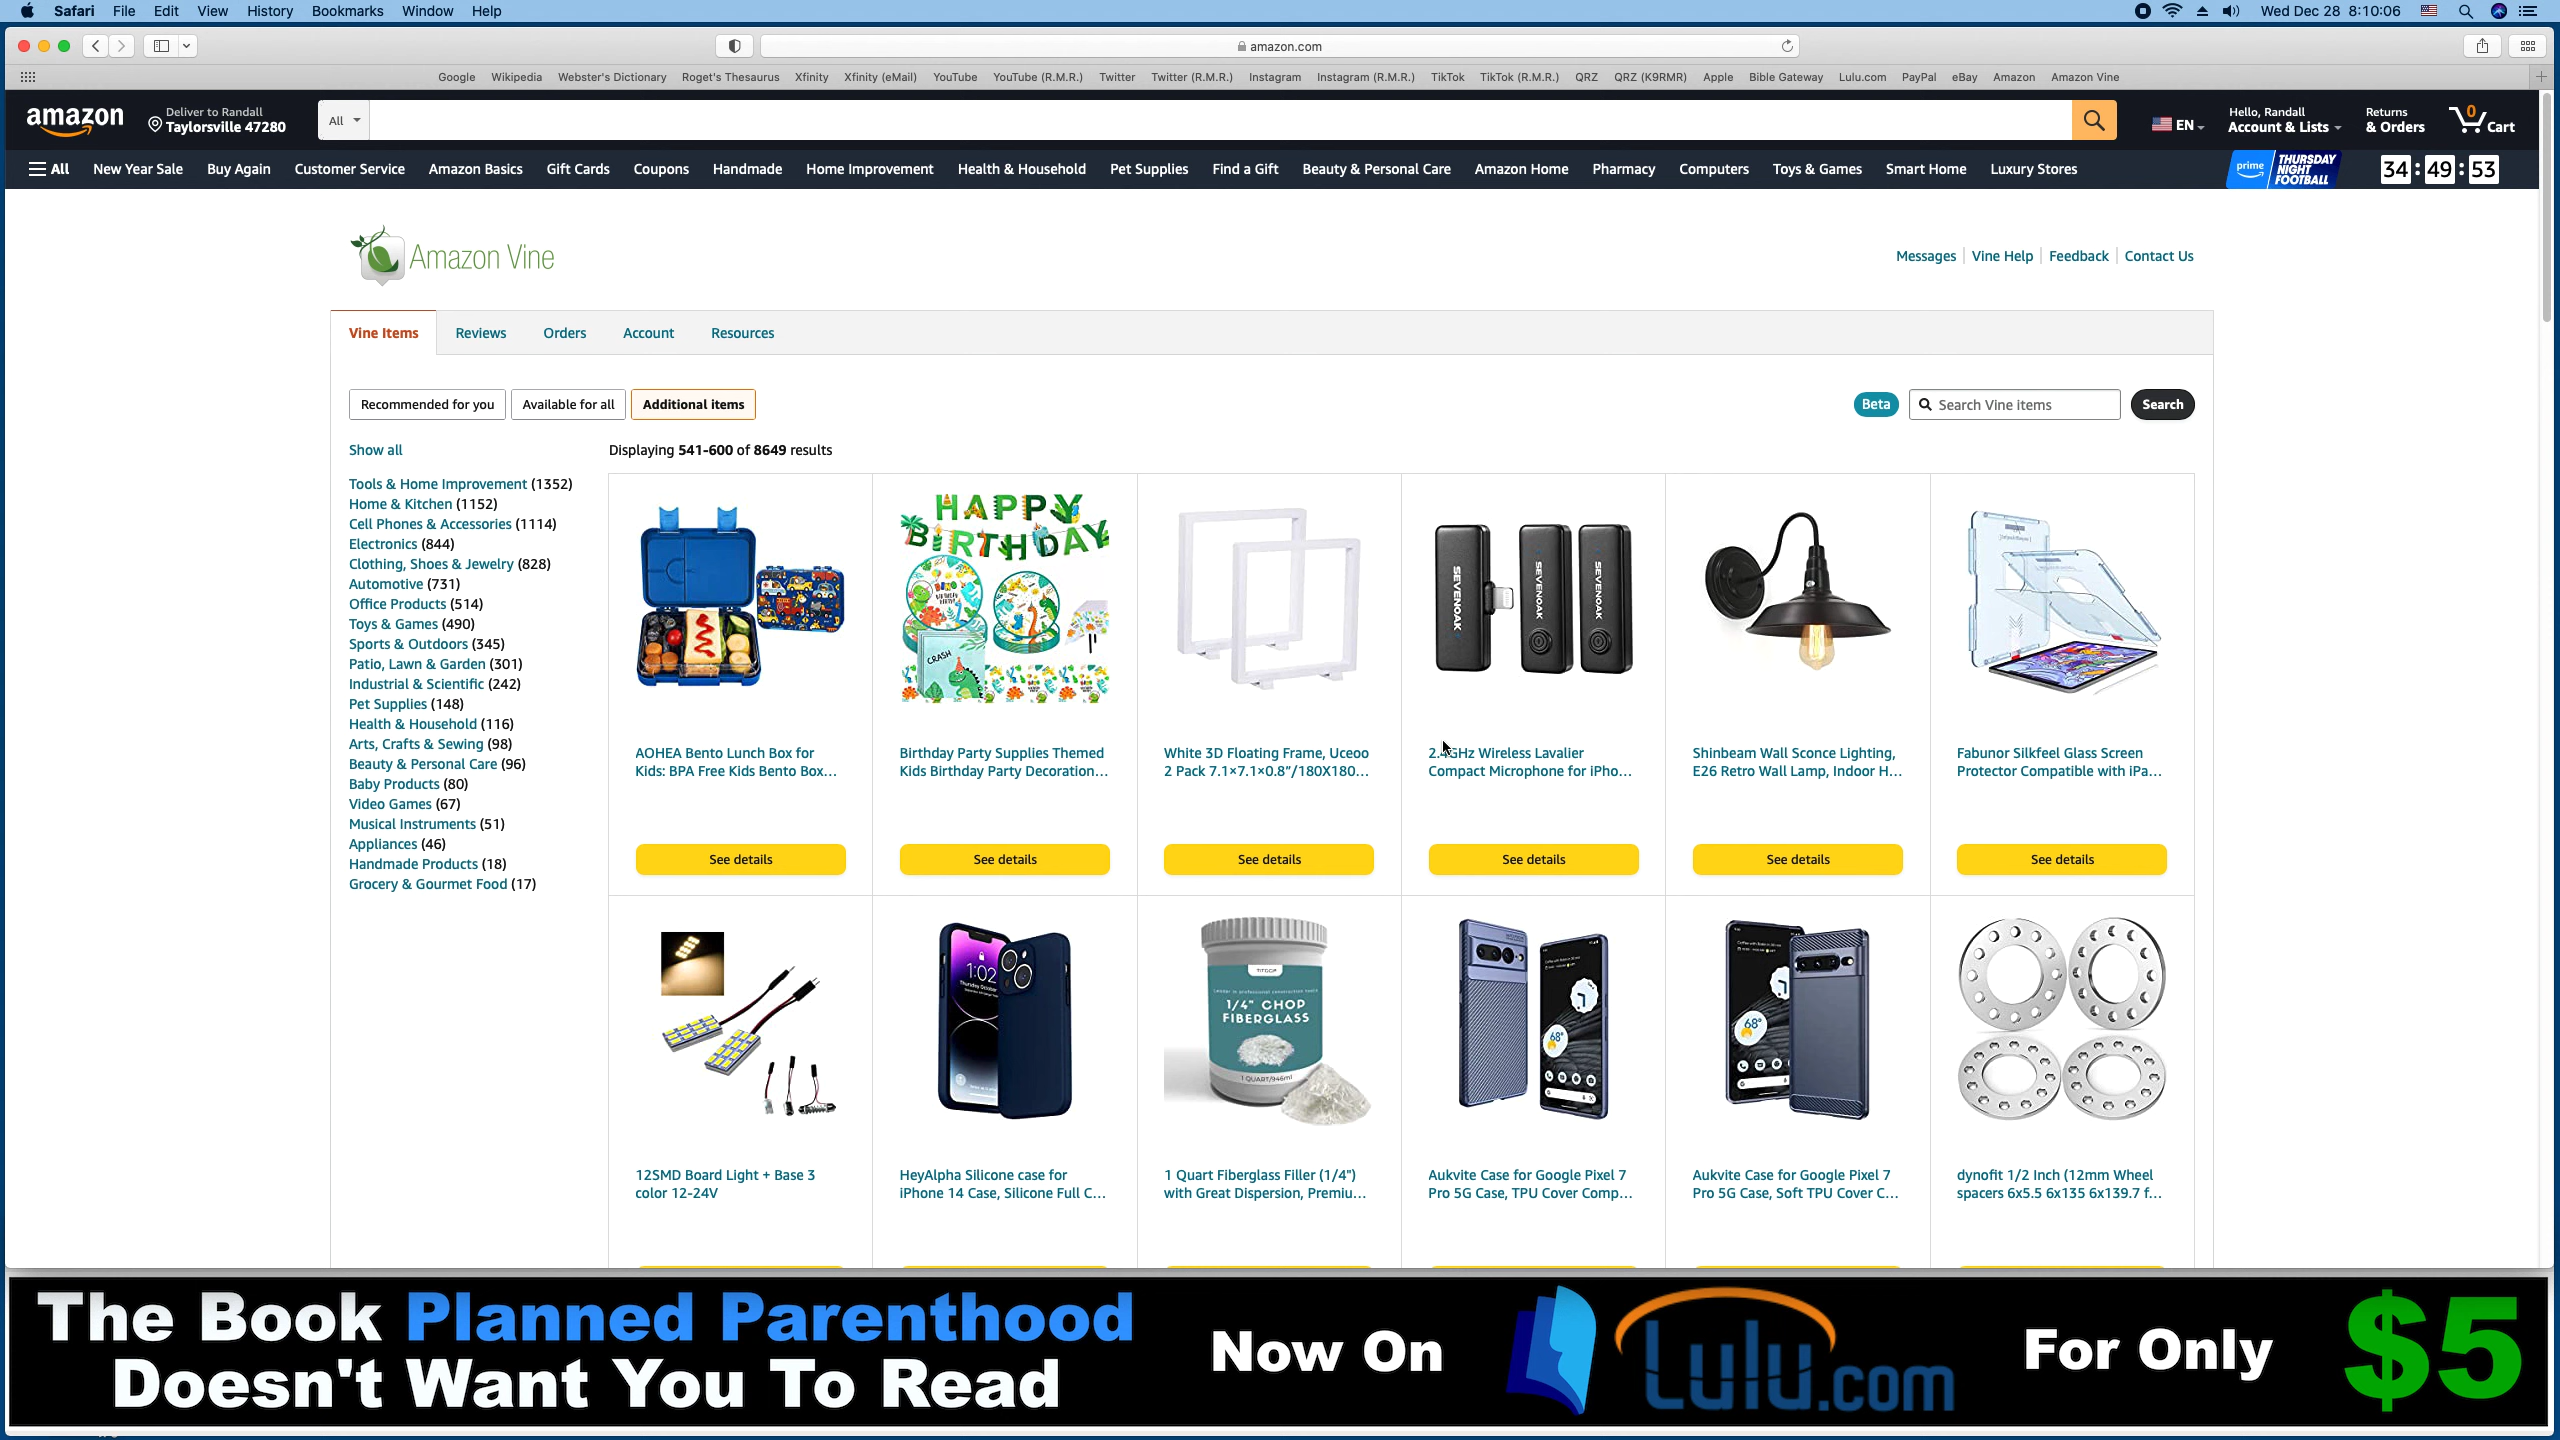 Safari File Edit View History Bookmarks Window Help
Wed Dec 28 8:10:06
amazon.com
Google Wikipedia Webster's Dictionary Roget's Thesaurus Xfinity Xfinity (eMail) YouTube YouTube (R.M.R.) Twitter Twitter (R.M.R.) Instagram Instagram (R.M.R.) TikTok TikTok (R.M.R.) QRZ QRZ (K9RMR) Apple Bible Gateway Lulu.com PayPal eBay Amazon Amazon Vine
amazon
Deliver to Randall
Taylorsville 47280
All
EN
Hello, Randall
Account & Lists
Returns
& Orders
0
Cart
All New Year Sale Buy Again Customer Service Amazon Basics Gift Cards Coupons Handmade Home Improvement Health & Household Pet Supplies Find a Gift Beauty & Personal Care Amazon Home Pharmacy Computers Toys & Games Smart Home Luxury Stores
prime THURSDAY NIGHT FOOTBALL
34:49:53
Amazon Vine
Messages Vine Help Feedback Contact Us
Vine Items Reviews Orders Account Resources
Recommended for you Available for all Additional items
Beta Search Vine items Search
Show all
Displaying 541-600 of 8649 results
Tools & Home Improvement (1352)
Home & Kitchen (1152)
Cell Phones & Accessories (1114)
Electronics (844)
Clothing, Shoes & Jewelry (828)
Automotive (731)
Office Products (514)
Toys & Games (490)
Sports & Outdoors (345)
Patio, Lawn & Garden (301)
Industrial & Scientific (242)
Pet Supplies (148)
Health & Household (116)
Arts, Crafts & Sewing (98)
Beauty & Personal Care (96)
Baby Products (80)
Video Games (67)
Musical Instruments (51)
Appliances (46)
Handmade Products (18)
Grocery & Gourmet Food (17)
HAPPY
BIRTHDAY
CRASH
SEVENOAK
SEVENOAK
SEVENOAK
AOHEA Bento Lunch Box for
Kids: BPA Free Kids Bento Box...
Birthday Party Supplies Themed
Kids Birthday Party Decoration...
White 3D Floating Frame, Uceoo
2 Pack 7.1×7.1×0.8"/180X180...
2.4GHz Wireless Lavalier
Compact Microphone for iPho...
Shinbeam Wall Sconce Lighting,
E26 Retro Wall Lamp, Indoor H...
Fabunor Silkfeel Glass Screen
Protector Compatible with iPa...
See details
See details
See details
See details
See details
See details
1:02
TITGGP
1/4" CHOP
FIBERGLASS
1 QUART/946ml
68°
68°
12SMD Board Light + Base 3
color 12-24V
HeyAlpha Silicone case for
iPhone 14 Case, Silicone Full C...
1 Quart Fiberglass Filler (1/4")
with Great Dispersion, Premiu...
Aukvite Case for Google Pixel 7
Pro 5G Case, TPU Cover Comp...
Aukvite Case for Google Pixel 7
Pro 5G Case, Soft TPU Cover C...
dynofit 1/2 Inch (12mm Wheel
spacers 6x5.5 6x135 6x139.7 f...
The Book Planned Parenthood
Doesn't Want You To Read
Now On
Lulu.com
For Only
$5